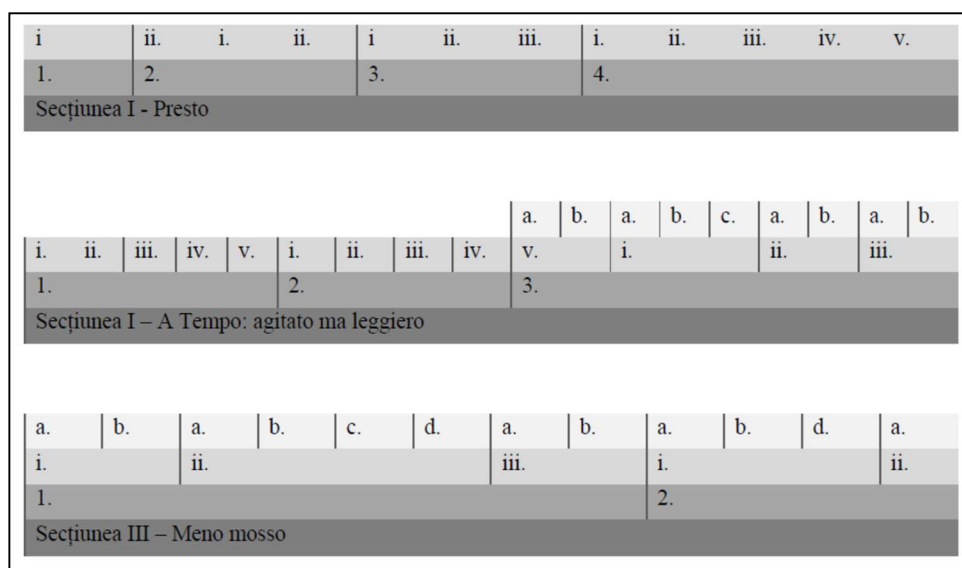 i ii. i. ii. i ii. iii. i. ii. iii. iv. v.
1. 2. 3. 4.
Secțiunea I - Presto
a. b. a. b. c. a. b. a. b.
i. ii. iii. iv. v. i. ii. iii. iv. v. i. ii. iii.
1. 2. 3.
Secțiunea I – A Tempo: agitato ma leggiero
a. b. a. b. c. d. a. b. a. b. d. a.
i. ii. iii. i. ii.
1. 2.
Secțiunea III – Meno mosso